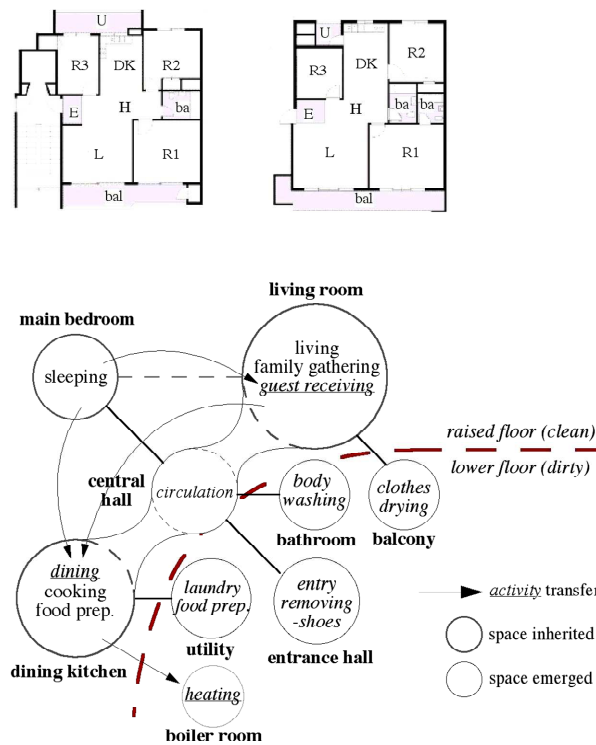 U
R3
DK
R2
E
H
ba
L
R1
bal
U
R3
DK
R2
E
H
ba
ba
L
R1
bal
living room
main bedroom
living
family gathering
guest receiving
sleeping
raised floor (clean)
lower floor (dirty)
central
hall
circulation
body
washing
clothes
drying
bathroom
balcony
dining
cooking
food prep.
laundry
food prep,
entry
removing
-shoes
activity transfer
space inherited
dining kitchen
utility
entrance hall
heating
space emerged
boiler room